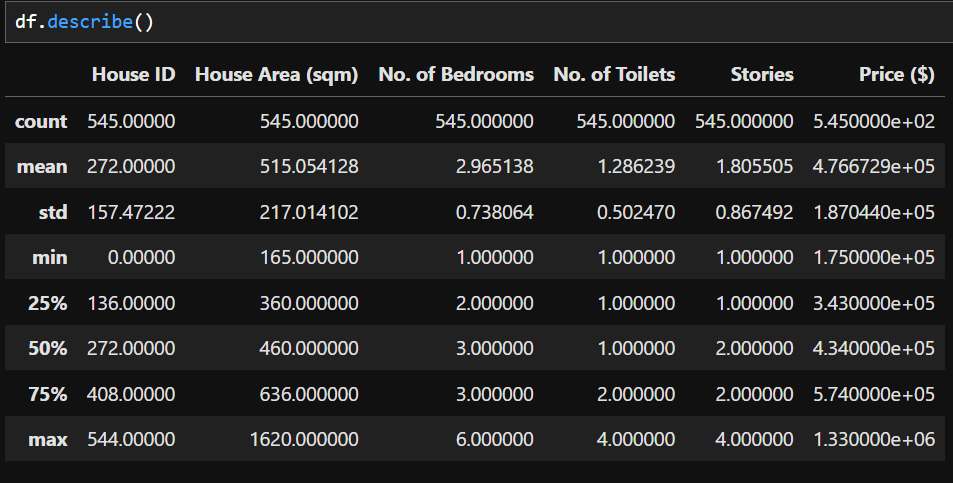 df.describe()
House ID House Area (sqm) No. of Bedrooms No. of Toilets Stories Price ($)
count 545.00000 545.000000 545.000000 545.000000 545.000000 5.450000e+02
mean 272.00000 515.054128 2.965138 1.286239 1.805505 4.766729e+05
std 157.47222 217.014102 0.738064 0.502470 0.867492 1.870440e+05
min 0.00000 165.000000 1.000000 1.000000 1.000000 1.750000e+05
25% 136.00000 360.000000 2.000000 1.000000 1.000000 3.430000e+05
50% 272.00000 460.000000 3.000000 1.000000 2.000000 4.340000e+05
75% 408.00000 636.000000 3.000000 2.000000 2.000000 5.740000e+05
max 544.00000 1620.000000 6.000000 4.000000 4.000000 1.330000e+06